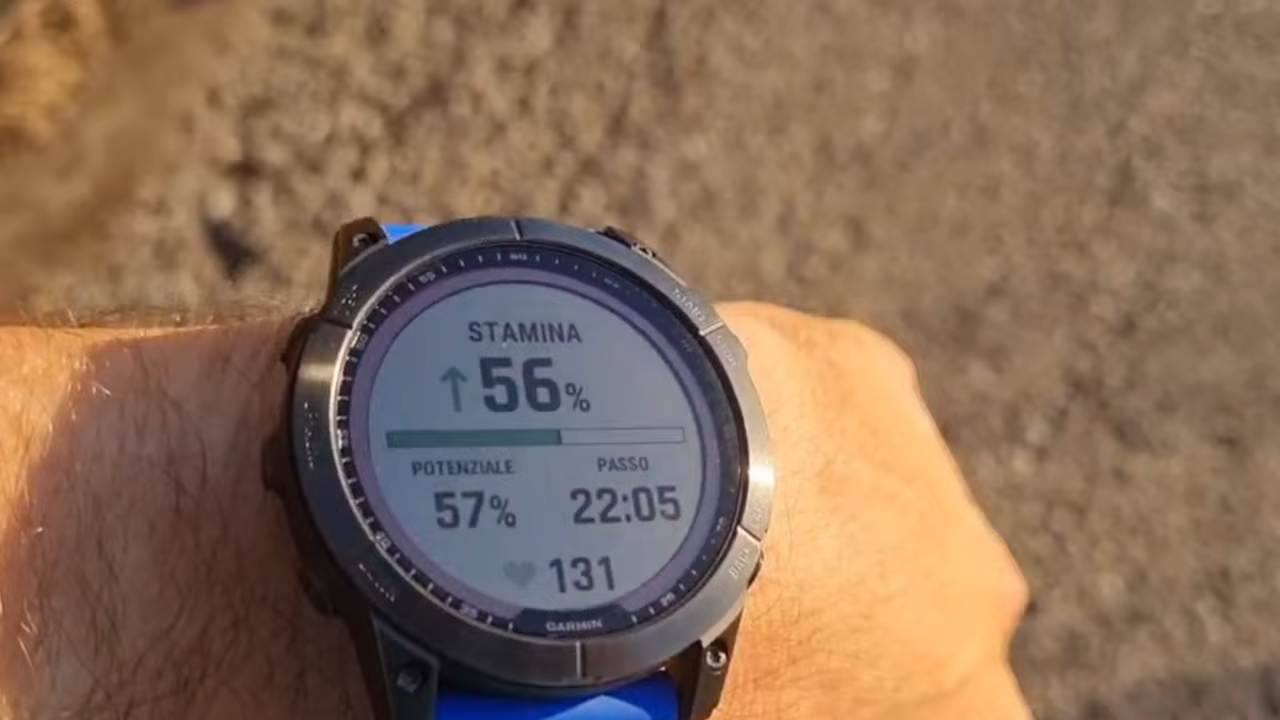 STAMINA
↑56%
POTENZIALE PASSO
57% 22:05
131
GARMIN